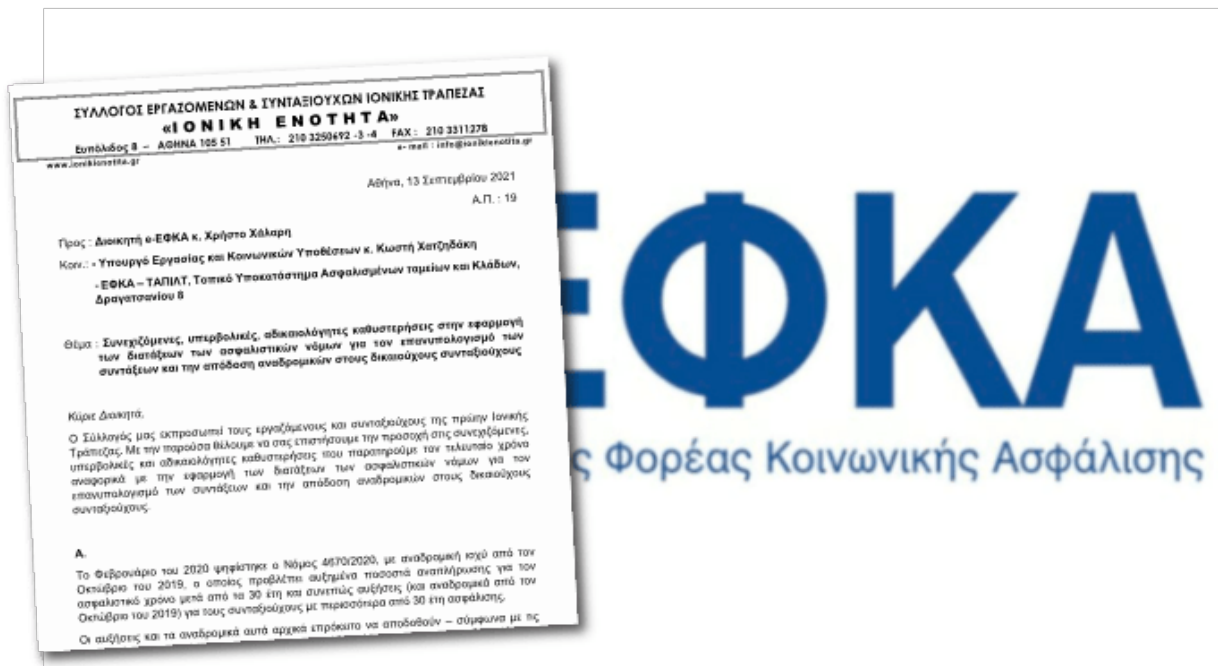 ΣΥΛΛΟΓΟΣ ΕΡΓΑΖΟΜΕΝΩΝ & ΣΥΝΤΑΞΙΟΥΧΩΝ ΙΟΝΙΚΗΣ ΤΡΑΠΕΖΑΣ
«ΙΟΝΙΚΗ ΕΝΟΤΗΤΑ»
Ευπόλιδος 8 – ΑΘΗΝΑ 105 51 ΤΗΛ.: 210 3250692 -3 -4 FAX : 210 3311278
www.ionikienotita.gr e- mail : info@ionikienotita.gr
Αθήνα, 13 Σεπτεμβρίου 2021
Α.Π. : 19
Προς : Διοικητή e-ΕΦΚΑ κ. Χρήστο Χάλαρη
Κοιν.: - Υπουργό Εργασίας και Κοινωνικών Υποθέσεων κ. Κωστή Χατζηδάκη
- ΕΦΚΑ – ΤΑΠΙΛΤ, Τοπικό Υποκατάστημα Ασφαλισμένων ταμείων και Κλάδων,
Δραγατσανίου 8
Θέμα : Συνεχιζόμενες, υπερβολικές, αδικαιολόγητες καθυστερήσεις στην εφαρμογή
των διατάξεων των ασφαλιστικών νόμων για τον επανυπολογισμό των
συντάξεων και την απόδοση αναδρομικών στους δικαιούχους συνταξιούχους
Κύριε Διοικητά,
Ο Σύλλογός μας εκπροσωπεί τους εργαζόμενους και συνταξιούχους της πρώην Ιονικής
Τράπεζας. Με την παρούσα θέλουμε να σας επιστήσουμε την προσοχή στις συνεχιζόμενες,
υπερβολικές και αδικαιολόγητες καθυστερήσεις που παρατηρούμε τον τελευταίο χρόνο
αναφορικά με την εφαρμογή των διατάξεων των ασφαλιστικών νόμων για τον
επανυπολογισμό των συντάξεων και την απόδοση αναδρομικών στους δικαιούχους
συνταξιούχους.
Α.
Το Φεβρουάριο του 2020 ψηφίστηκε ο Νόμος 4670/2020, με αναδρομική ισχύ από τον
Οκτώβριο του 2019, ο οποίος προβλέπει αυξημένα ποσοστά αναπλήρωσης για τον
ασφαλιστικό χρόνο μετά από τα 30 έτη και συνεπώς αυξήσεις (και αναδρομικά από τον
Οκτώβριο του 2019) για τους συνταξιούχους με περισσότερα από 30 έτη ασφάλισης.
Οι αυξήσεις και τα αναδρομικά αυτά αρχικά επρόκειτο να αποδοθούν – σύμφωνα με τις
ΕΦΚΑ
ς Φορέας Κοινωνικής Ασφάλισης